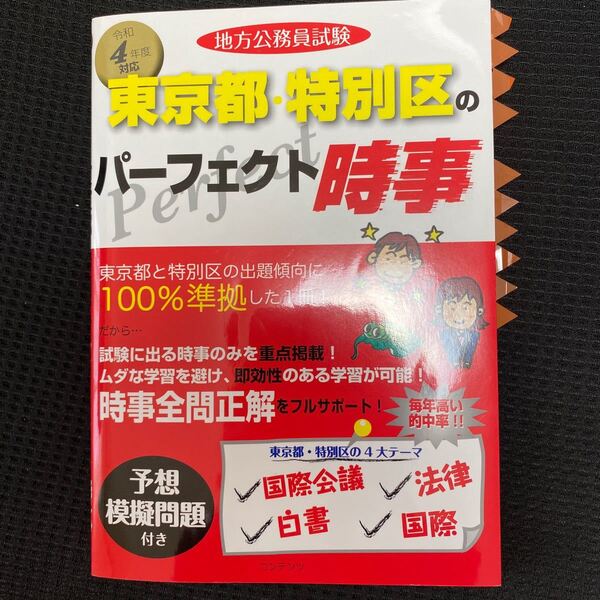 令和
4年度
対応
地方公務員試験
東京都・特別区の
Perfect
パーフェクト時事
東京都と特別区の出題傾向に
100%準拠した1冊!
だから…
試験に出る時事のみを重点掲載!
ムダな学習を避け、即効性のある学習が可能!
時事全問正解をフルサポート!
毎年高い
的中率!!
予想
模擬問題
付き
東京都・特別区の4大テーマ
国際会議
法律
白書
国際
コンテンツ